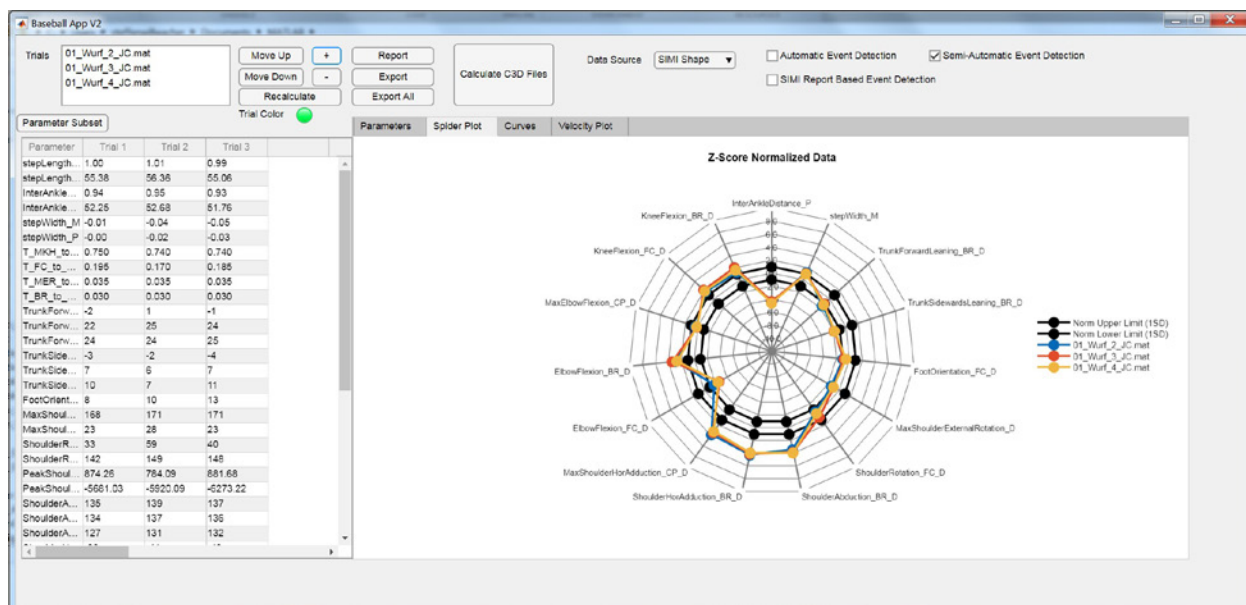 Baseball App V2
Trials
01_Wurf_2_JC.mat
01_Wurf_3_JC.mat
01_Wurf_4_JC.mat
Move Up
+
Move Down
-
Recalculate
Trial Color
Report
Export
Export All
Calculate C3D Files
Data Source
SIMI Shape
Automatic Event Detection
Semi-Automatic Event Detection
SIMI Report Based Event Detection
Parameter Subset
Parameters Spider Plot Curves Velocity Plot
Parameter Trial 1 Trial 2 Trial 3
stepLength... 1.00 1.01 0.99
stepLength... 55.38 56.36 55.06
InterAnkle... 0.94 0.95 0.93
InterAnkle... 52.25 52.68 51.76
stepWidth_M -0.01 -0.04 -0.05
stepWidth_P -0.00 -0.02 -0.03
T_MKH_to... 0.750 0.740 0.740
T_FC_to_... 0.195 0.170 0.185
T_MER_to... 0.035 0.035 0.035
T_BR_to_... 0.030 0.030 0.030
TrunkForw... -2 1 -1
TrunkForw... 22 25 24
TrunkForw... 24 24 25
TrunkSide... -3 -2 -4
TrunkSide... 7 6 7
TrunkSide... 10 7 11
FootOrient... 8 10 13
MaxShoul... 168 171 171
MaxShoul... 23 28 23
ShoulderR... 33 59 40
ShoulderR... 142 149 148
PeakShoul... 874.26 784.09 881.68
PeakShoul... -5681.03 -5920.09 -6273.22
ShoulderA... 135 139 137
ShoulderA... 134 137 136
ShoulderA... 127 131 132
Z-Score Normalized Data
InterAnkleDistance_P
stepWidth_M
TrunkForwardLeaning_BR_D
TrunkSidewardsLeaning_BR_D
FootOrientation_FC_D
MaxShoulderExternalRotation_D
ShoulderRotation_FC_D
ShoulderAbduction_BR_D
ShoulderHorAdduction_BR_D
MaxShoulderHorAdduction_CP_D
ElbowFlexion_FC_D
ElbowFlexion_BR_D
MaxElbowFlexion_CP_D
KneeFlexion_FC_D
KneeFlexion_BR_D
8.0
6.0
4.0
Norm Upper Limit (1SD)
Norm Lower Limit (1SD)
01_Wurf_2_JC.mat
01_Wurf_3_JC.mat
01_Wurf_4_JC.mat